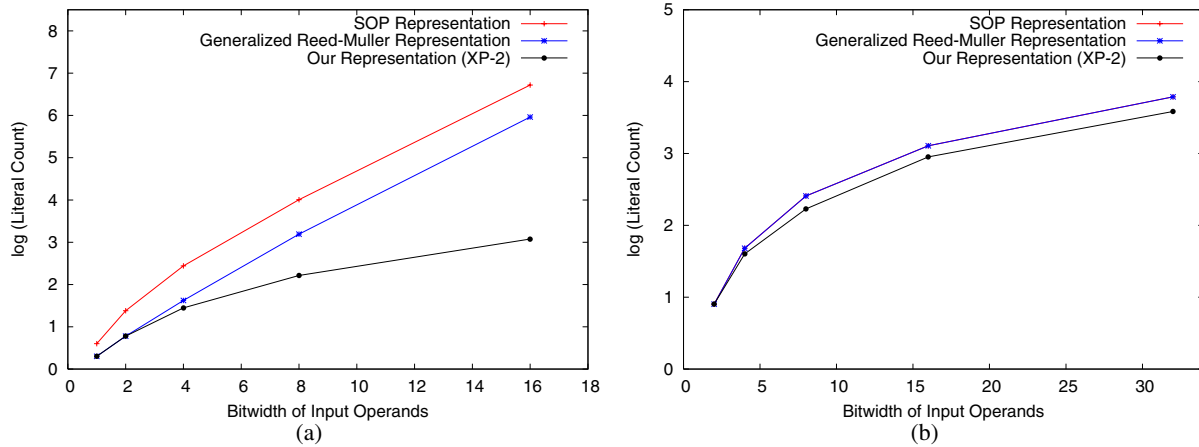 SOP Representation
Generalized Reed-Muller Representation
Our Representation (XP-2)
8
7
6
5
4
3
2
1
0
log (Literal Count)
0 2 4 6 8 10 12 14 16 18
Bitwidth of Input Operands
(a)
SOP Representation
Generalized Reed-Muller Representation
Our Representation (XP-2)
5
4
3
2
1
0
log (Literal Count)
0 5 10 15 20 25 30
Bitwidth of Input Operands
(b)